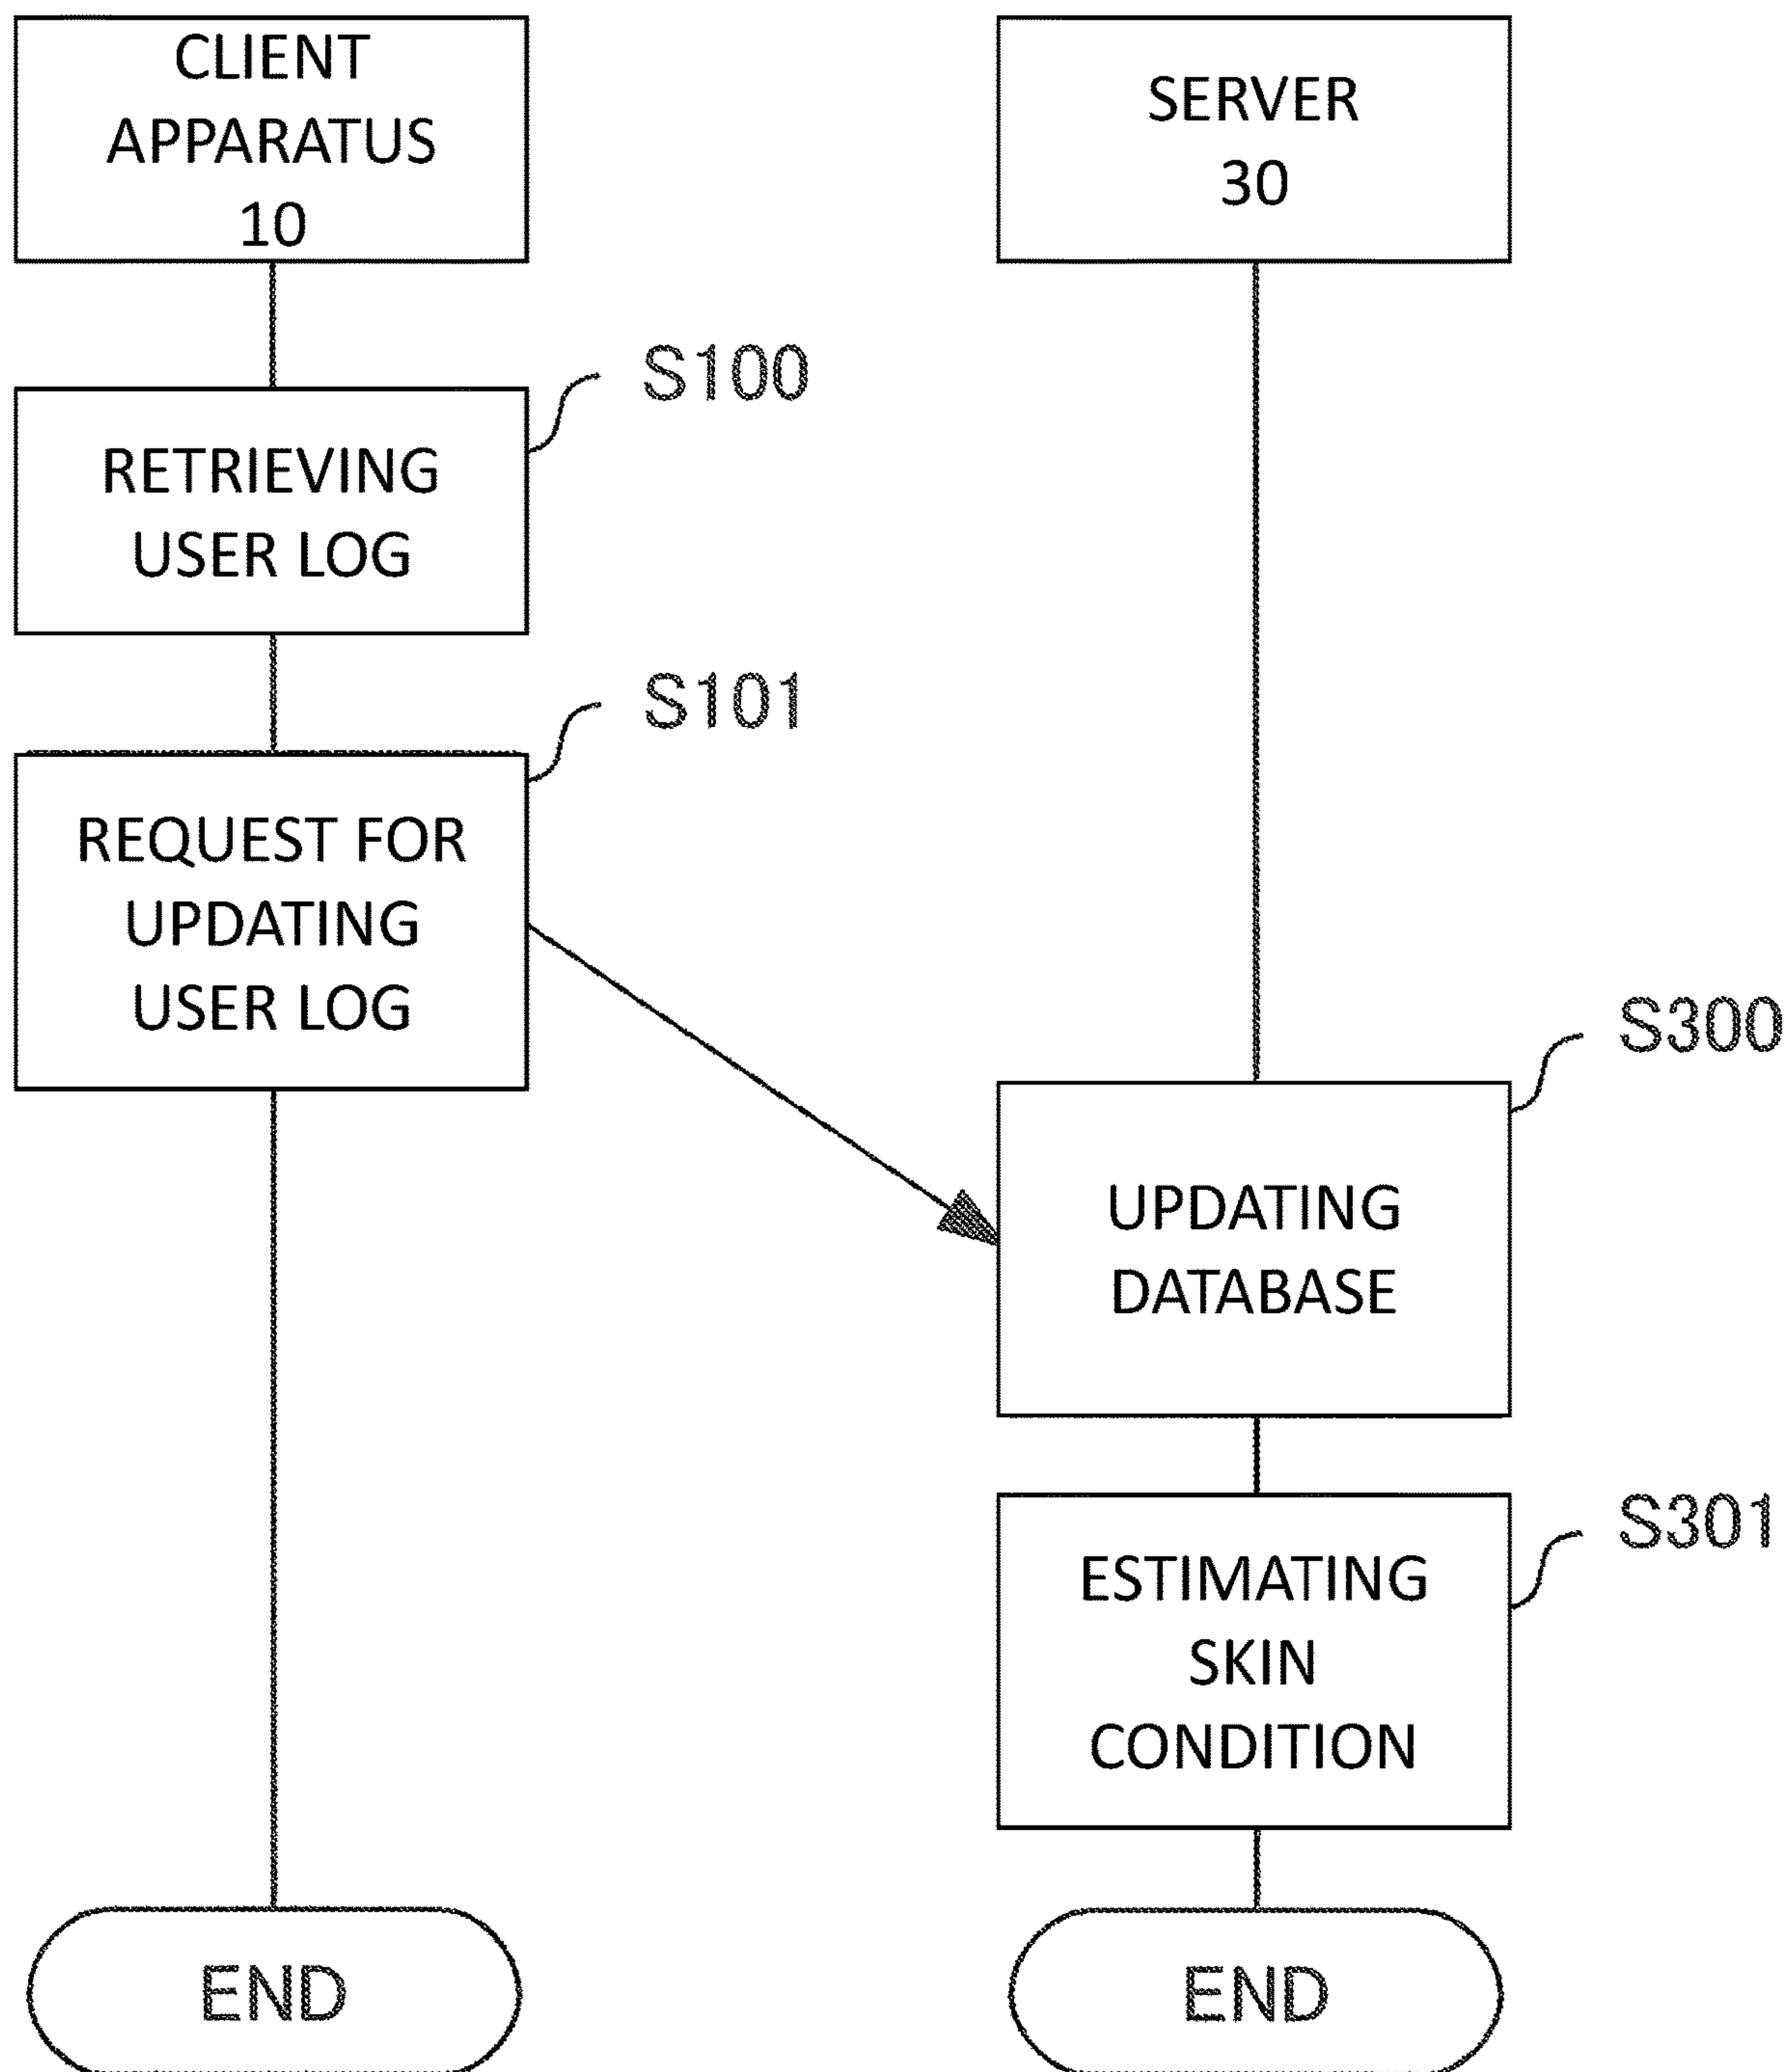 CLIENT
APPARATUS
10
SERVER
30
S100
RETRIEVING
USER LOG
S101
REQUEST FOR
UPDATING
USER LOG
S300
UPDATING
DATABASE
S301
ESTIMATING
SKIN
CONDITION
END
END